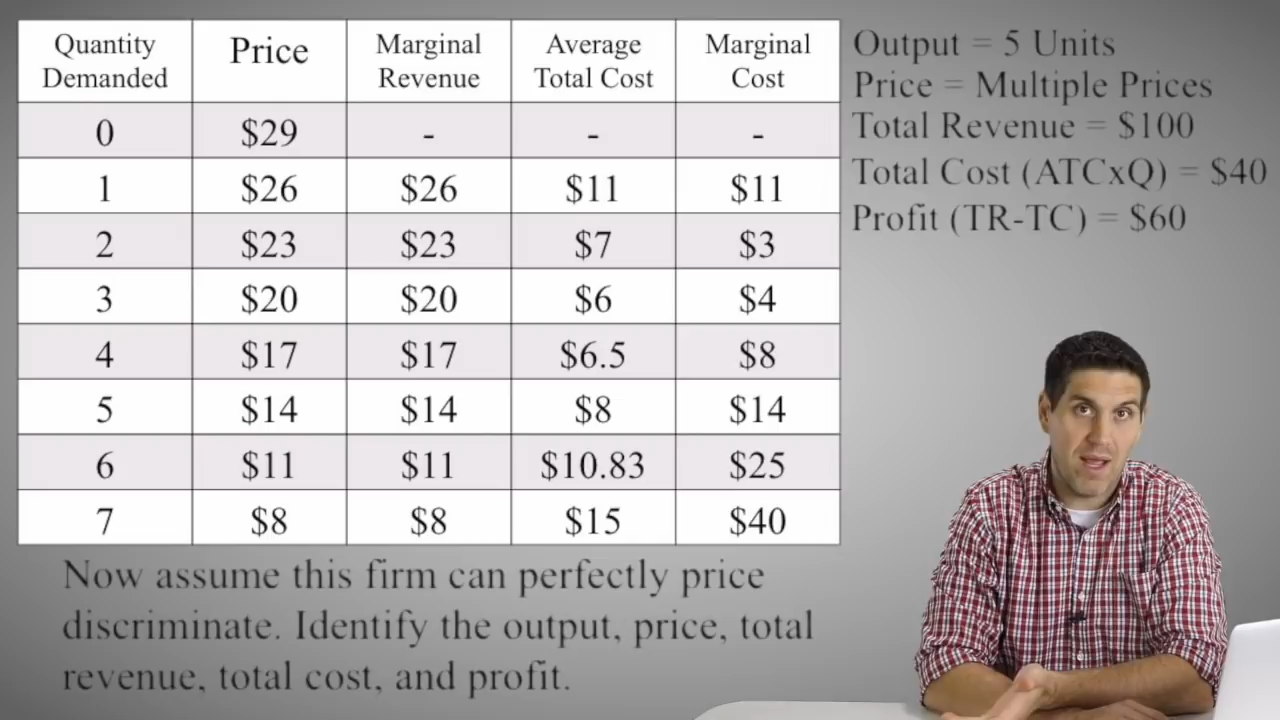 Quantity Demanded Price Marginal Revenue Average Total Cost Marginal Cost
0 $29 - - -
1 $26 $26 $11 $11
2 $23 $23 $7 $3
3 $20 $20 $6 $4
4 $17 $17 $6.5 $8
5 $14 $14 $8 $14
6 $11 $11 $10.83 $25
7 $8 $8 $15 $40
Output = 5 Units
Price = Multiple Prices
Total Revenue = $100
Total Cost (ATCxQ) = $40
Profit (TR-TC) = $60
Now assume this firm can perfectly price
discriminate. Identify the output, price, total
revenue, total cost, and profit.